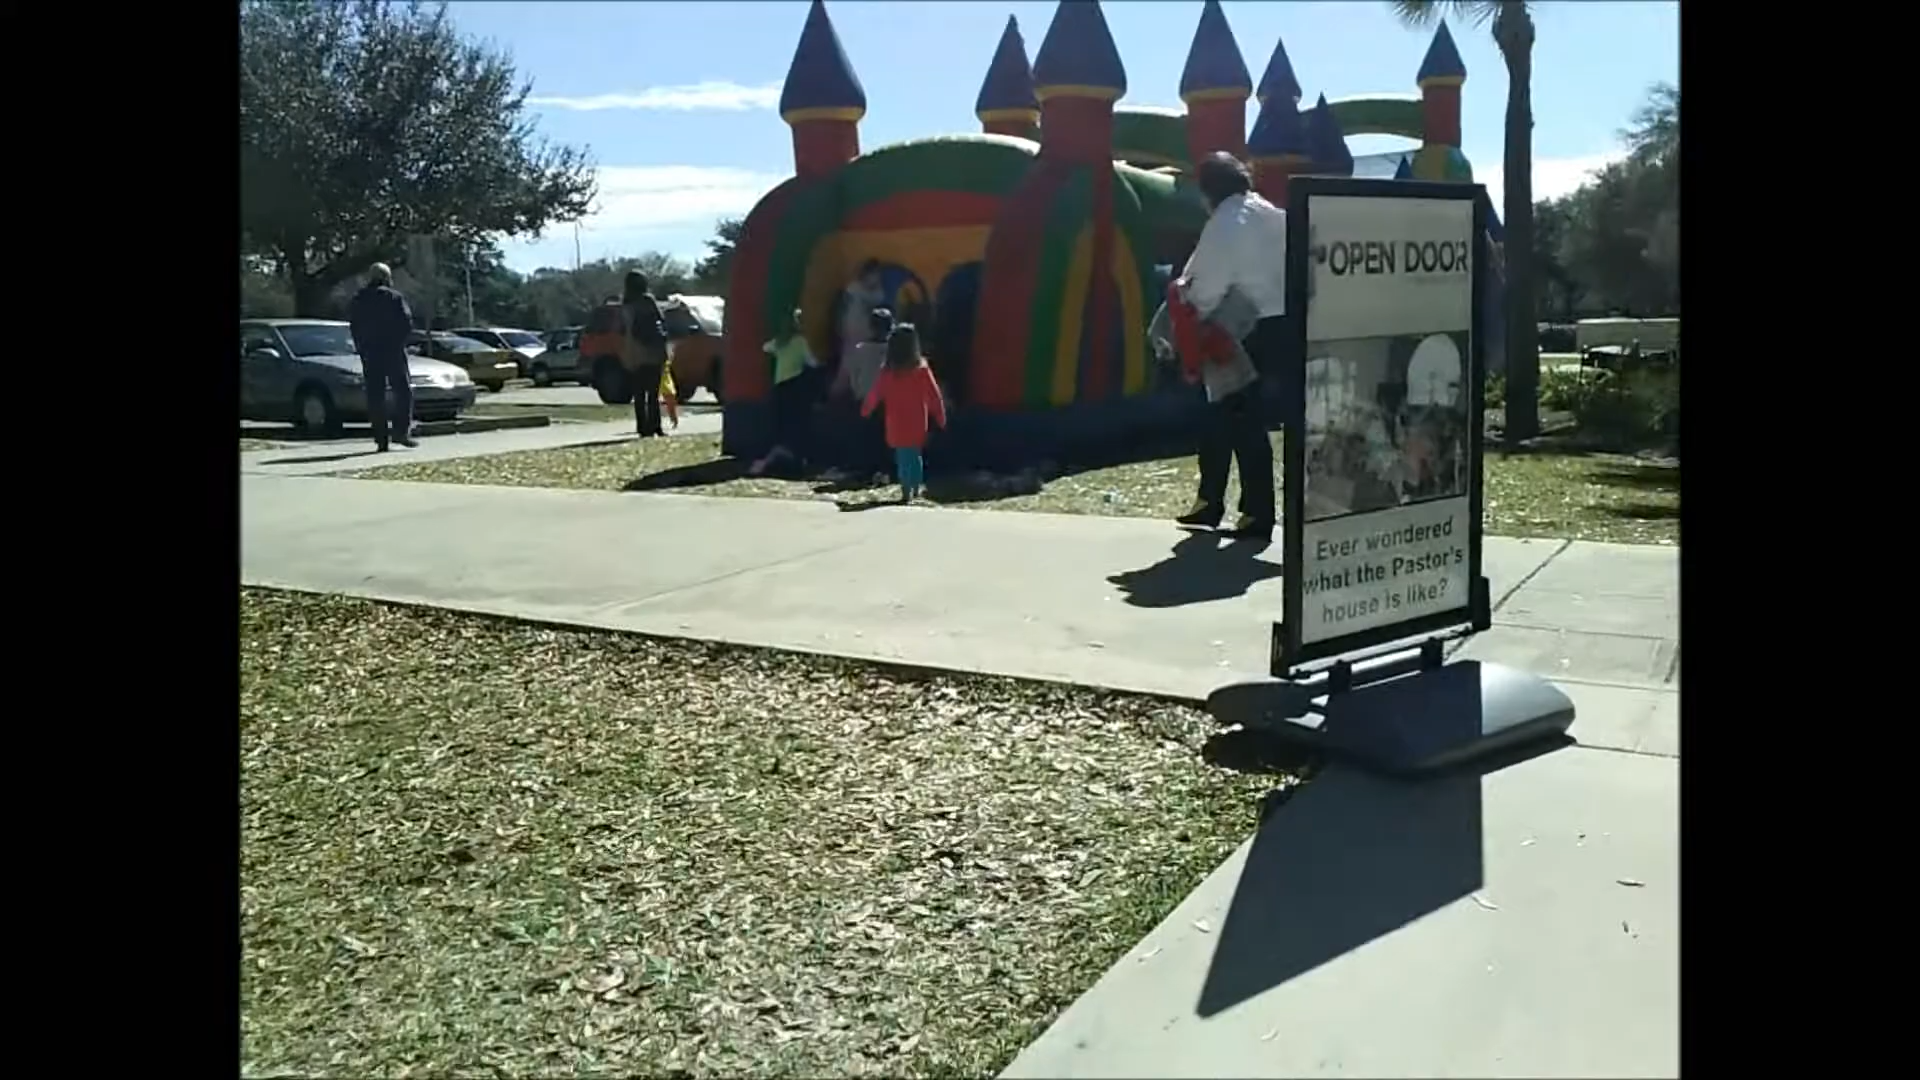 OPEN DOOR
Ever wondered
what the Pastor's
house is like?